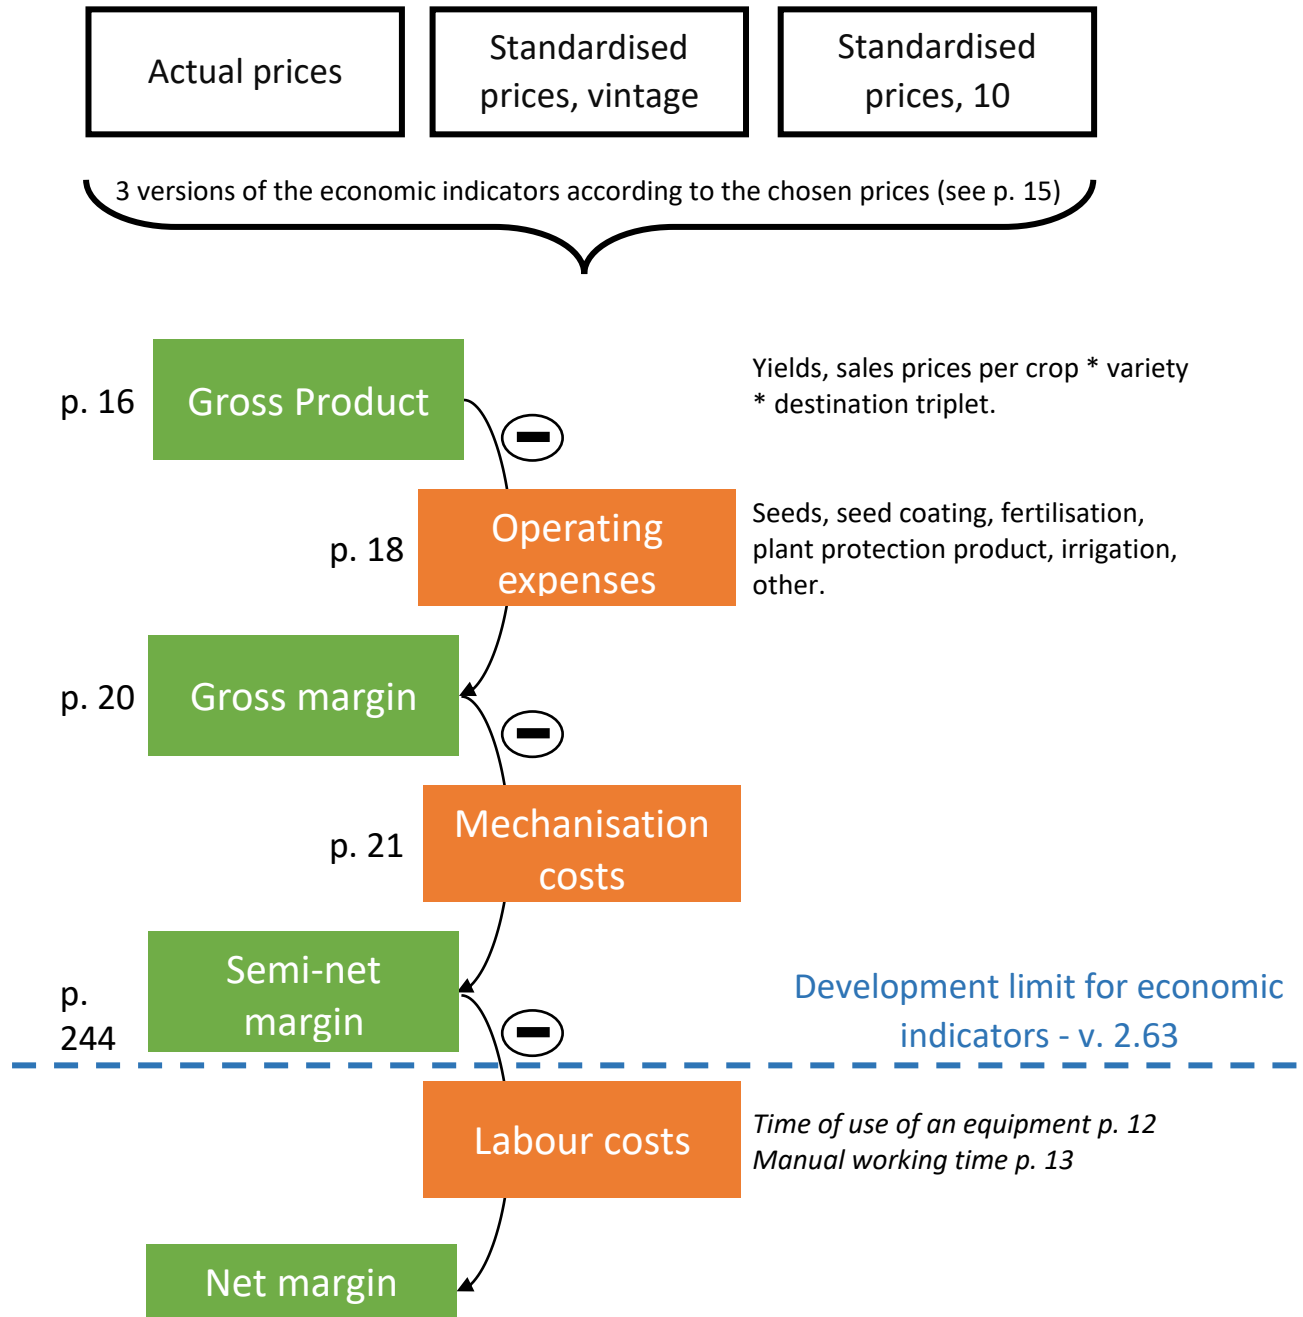 Actual prices
Standardised
prices, vintage
Standardised
prices, 10
3 versions of the economic indicators according to the chosen prices (see p. 15)
p. 16
Gross Product
Yields, sales prices per crop * variety
* destination triplet.
p. 18
Operating
expenses
Seeds, seed coating, fertilisation,
plant protection product, irrigation,
other.
p. 20
Gross margin
p. 21
Mechanisation
costs
p.
244
Semi-net
margin
Development limit for economic
indicators - v. 2.63
Labour costs
Time of use of an equipment p. 12
Manual working time p. 13
Net margin